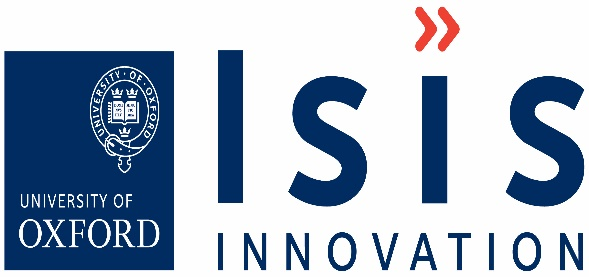 UNIVERSITY · OF · OXFORD
UNIVERSITY OF
OXFORD
Isis
INNOVATION